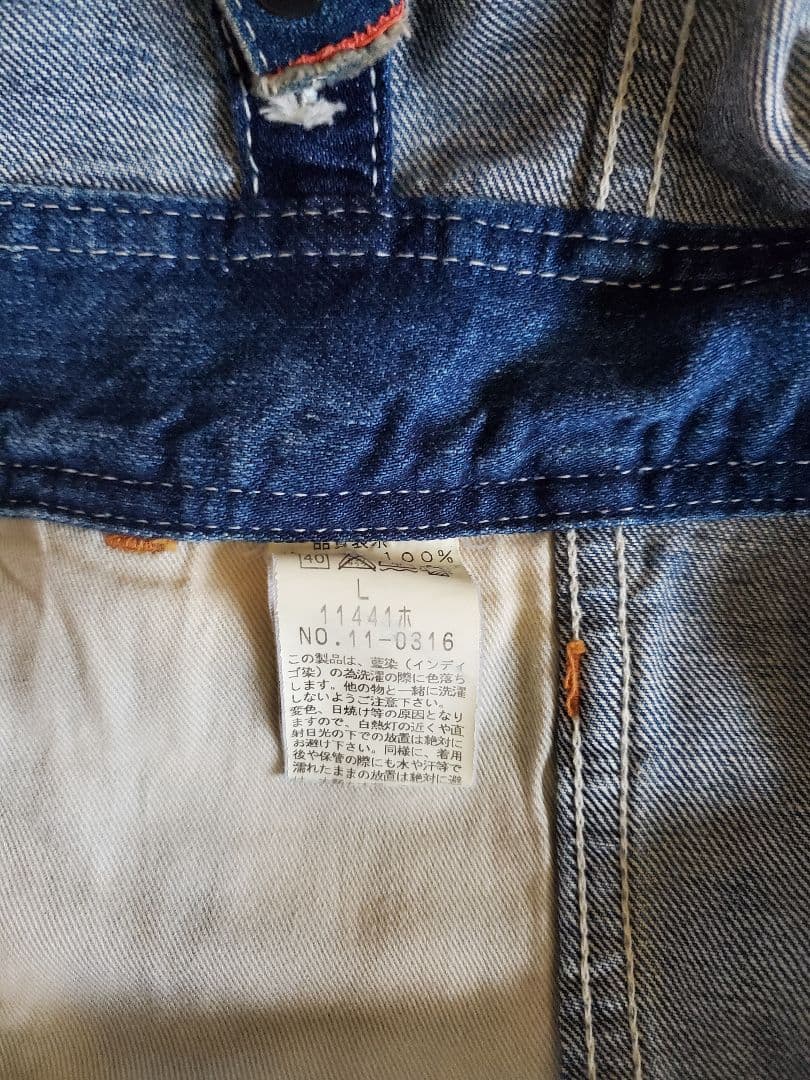 品質表示
40 100%
L
11441ホ
NO.11-0316
この製品は、藍染（インディ
ゴ染）の為洗濯の際に色落ち
します。他の物と一緒に洗濯
しないようご注意下さい。
変色、日焼け等の原因となり
ますので、白熱灯の近くや直
射日光の下での放置は絶対に
お避け下さい。同様に、着用
後や保管の際にも水や汗等で
濡れたままの放置は絶対に避